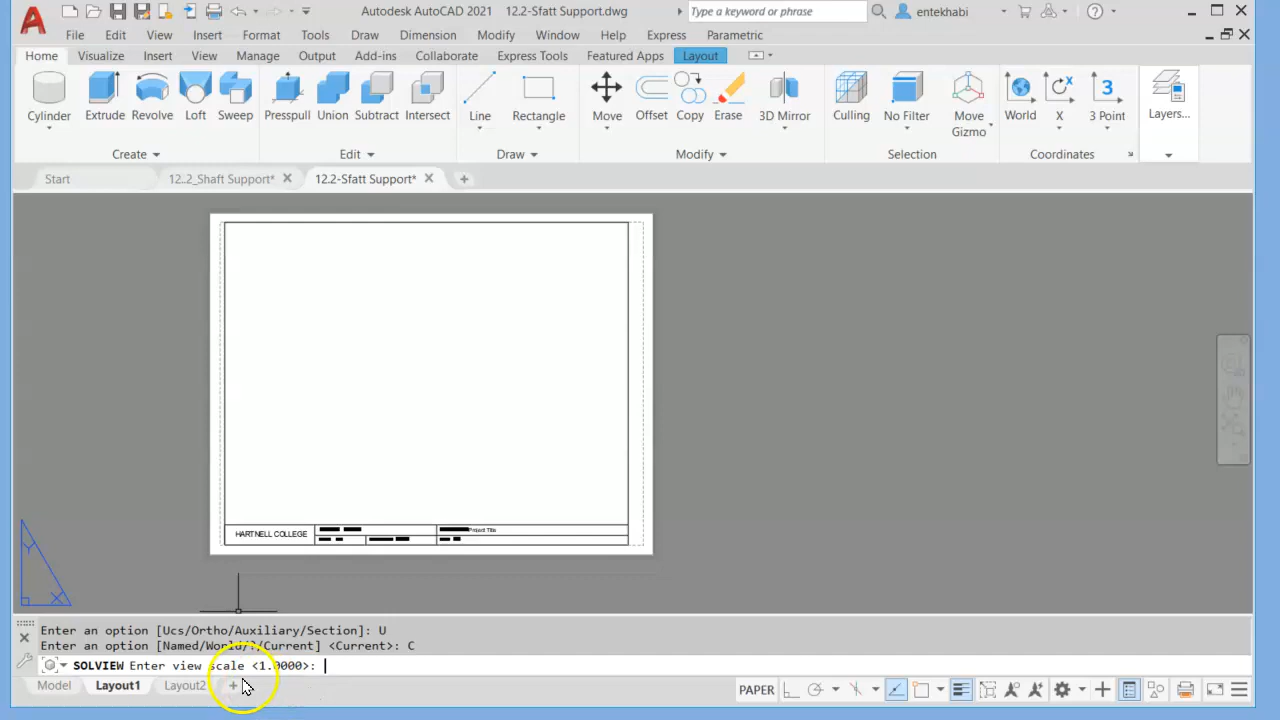 Autodesk AutoCAD 2021 12.2-Sfatt Support.dwg
Type a keyword or phrase
entekhabi
File Edit View Insert Format Tools Draw Dimension Modify Window Help Express Parametric
Home Visualize Insert View Manage Output Add-ins Collaborate Express Tools Featured Apps Layout
Cylinder Extrude Revolve Loft Sweep Presspull Union Subtract Intersect Line Rectangle Move Offset Copy Erase 3D Mirror Culling No Filter Move Gizmo World X 3 Point Layers...
Create Edit Draw Modify Selection Coordinates
Start 12..2_Shaft Support* 12.2-Sfatt Support*
HARTNELL COLLEGE
Project Title
Y
X
Enter an option [Ucs/Ortho/Auxiliary/Section]: U
Enter an option [Named/World/?/Current] <Current>: C
SOLVIEW Enter view scale <1.0000>:
Model Layout1 Layout2 +
PAPER